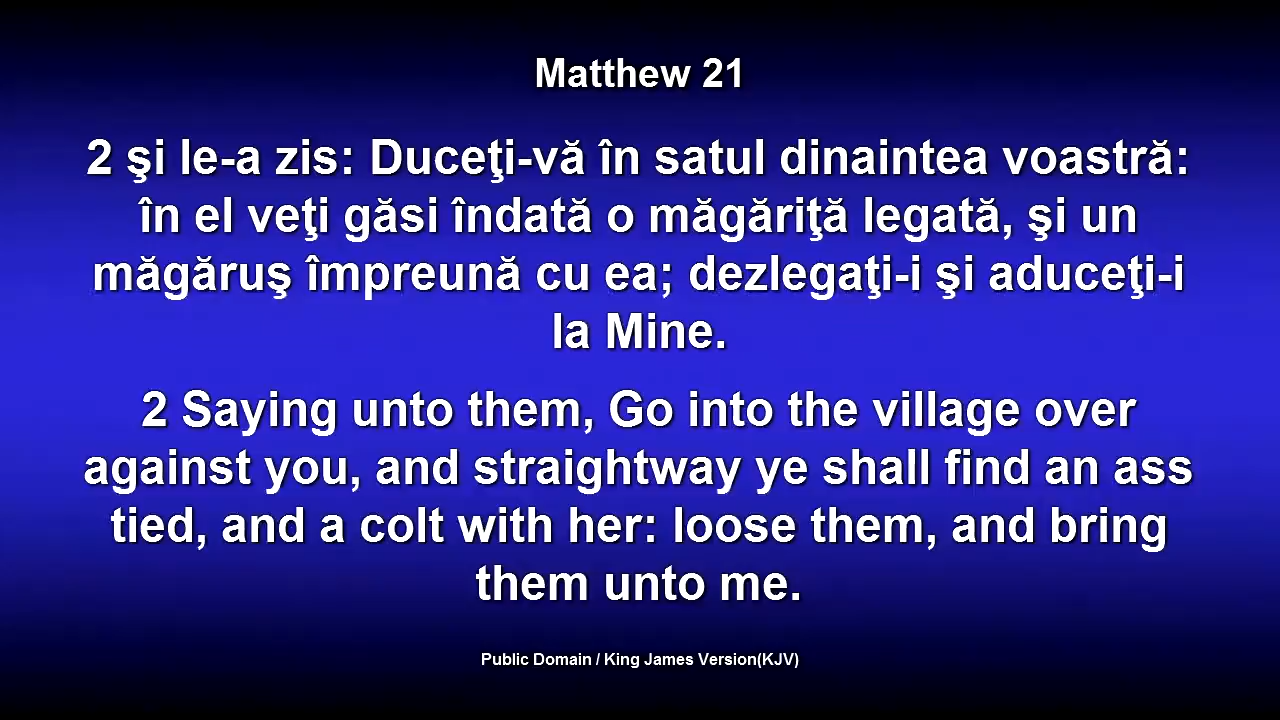 Matthew 21
2 şi le-a zis: Duceţi-vă în satul dinaintea voastră:
în el veţi găsi îndată o măgăriţă legată, şi un
măgăruş împreună cu ea; dezlegaţi-i şi aduceţi-i
la Mine.
2 Saying unto them, Go into the village over
against you, and straightway ye shall find an ass
tied, and a colt with her: loose them, and bring
them unto me.
Public Domain / King James Version(KJV)